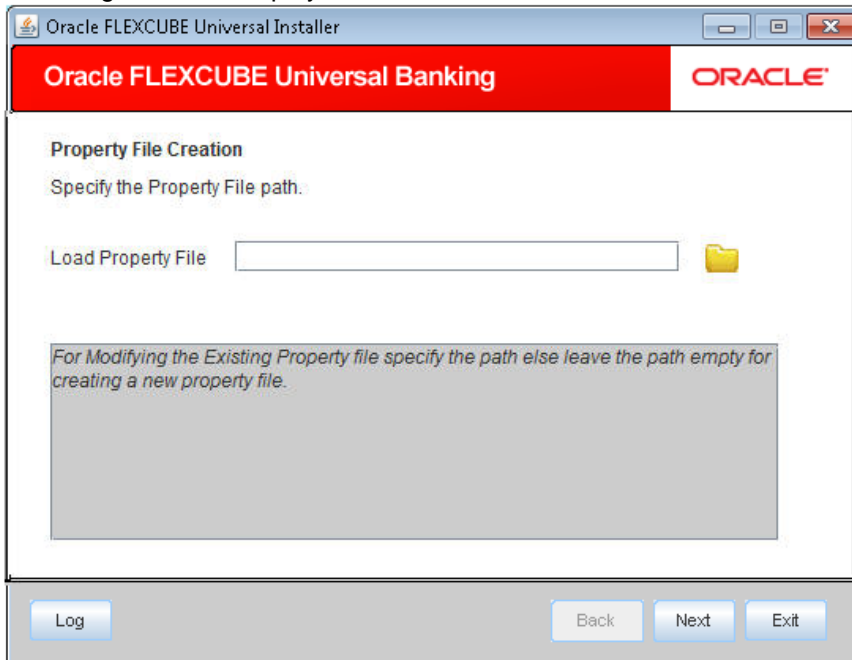 Oracle FLEXCUBE Universal Installer
Oracle FLEXCUBE Universal Banking
ORACLE
Property File Creation
Specify the Property File path.
Load Property File
For Modifying the Existing Property file specify the path else leave the path empty for
creating a new property file.
Log
Back
Next
Exit